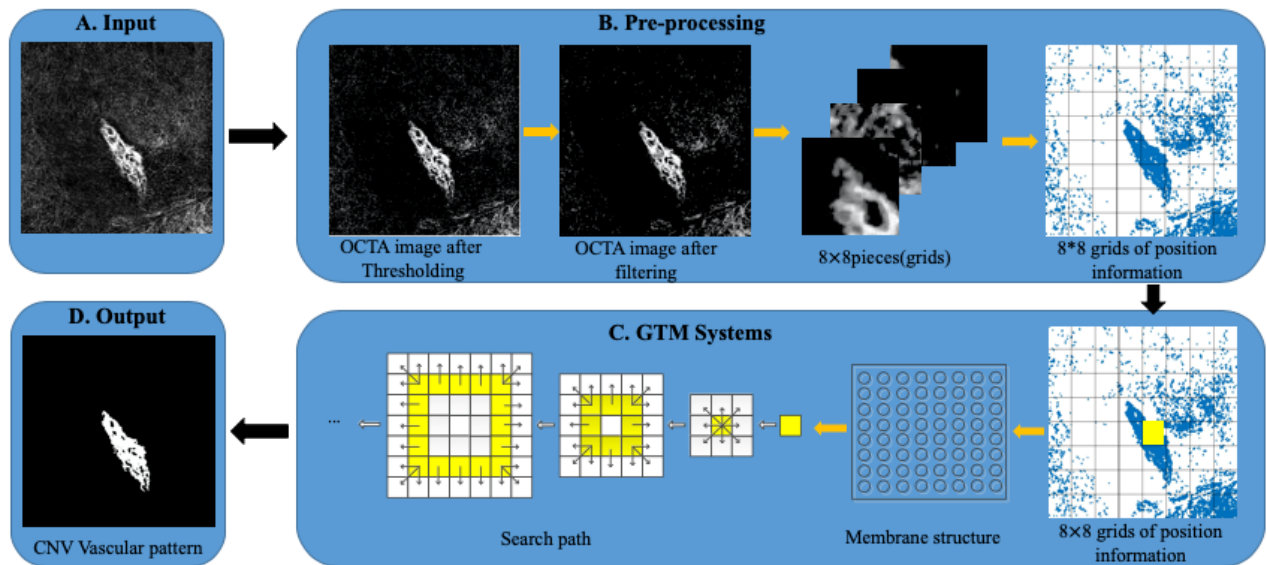 A. Input
B. Pre-processing
OCTA image after
Thresholding
OCTA image after
filtering
8×8pieces(grids)
8*8 grids of position
information
D. Output
CNV Vascular pattern
C. GTM Systems
...
Search path
Membrane structure
8×8 grids of position
information